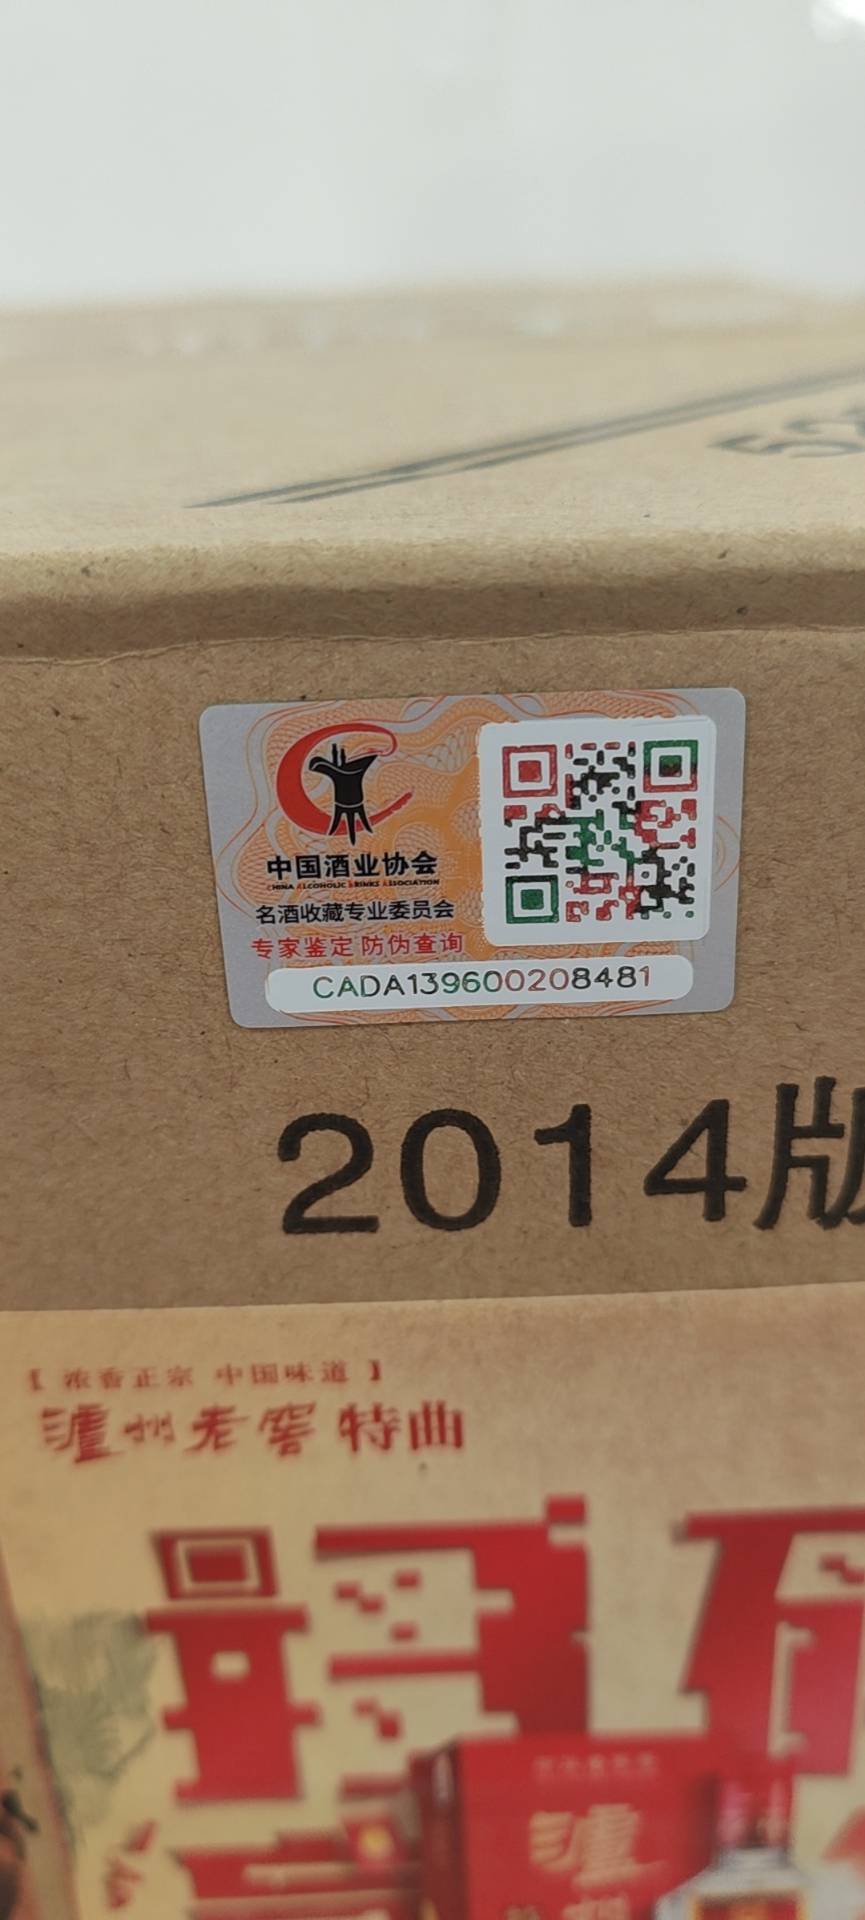 52
中国酒业协会
CHINA ALCOHOLIC DRINKS ASSOCIATION
名酒收藏专业委员会
专家鉴定 防伪查询
CADA139600208481
2014版
【 浓香正宗 中国味道 】
泸州老窖 特曲
泸